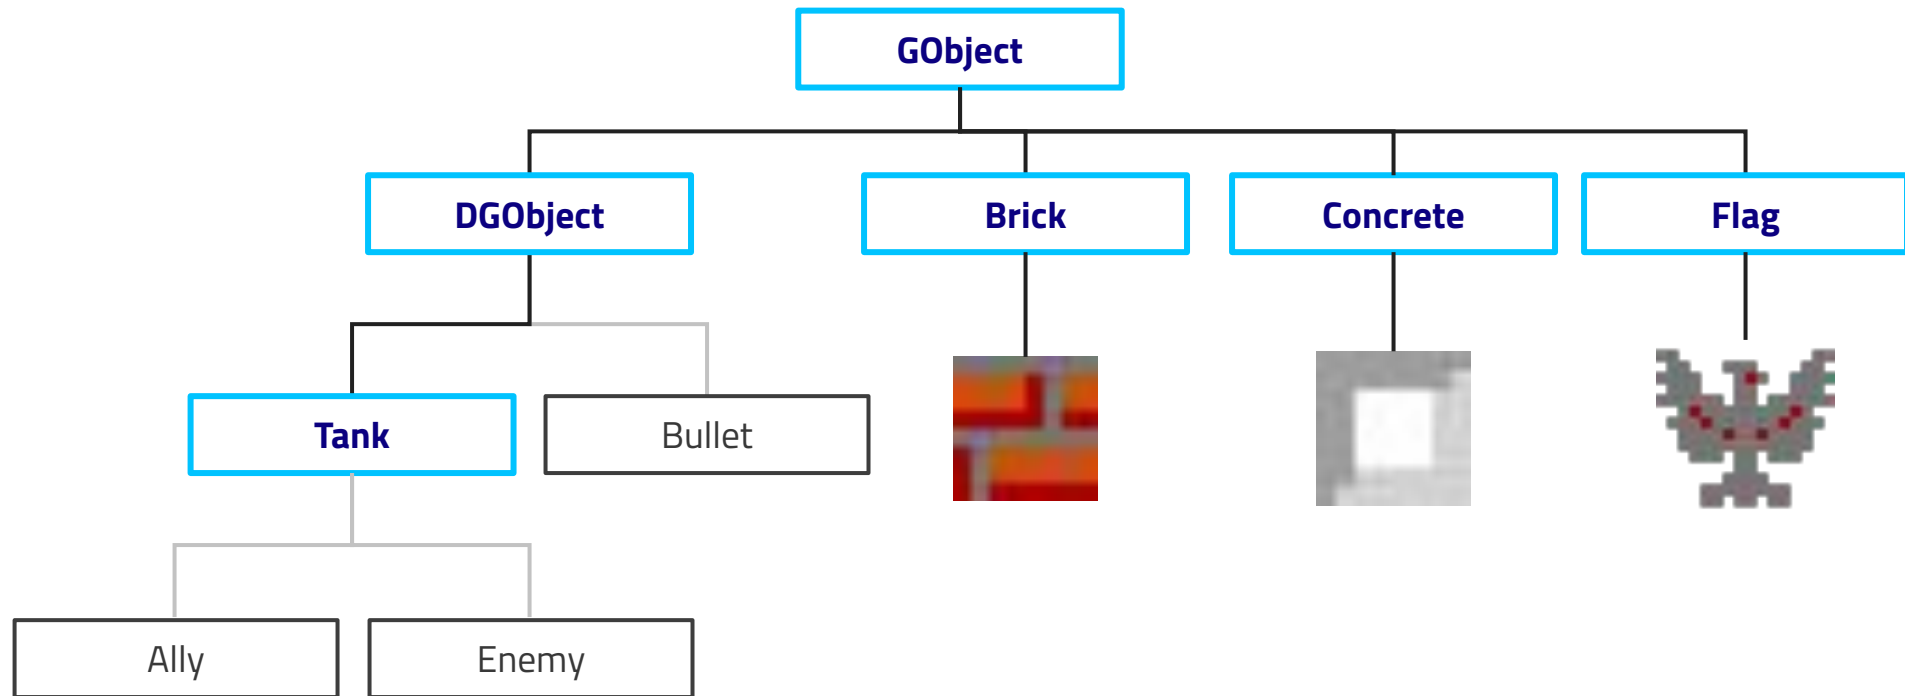 GObject
DGObject
Brick
Concrete
Flag
Tank
Bullet
Ally
Enemy